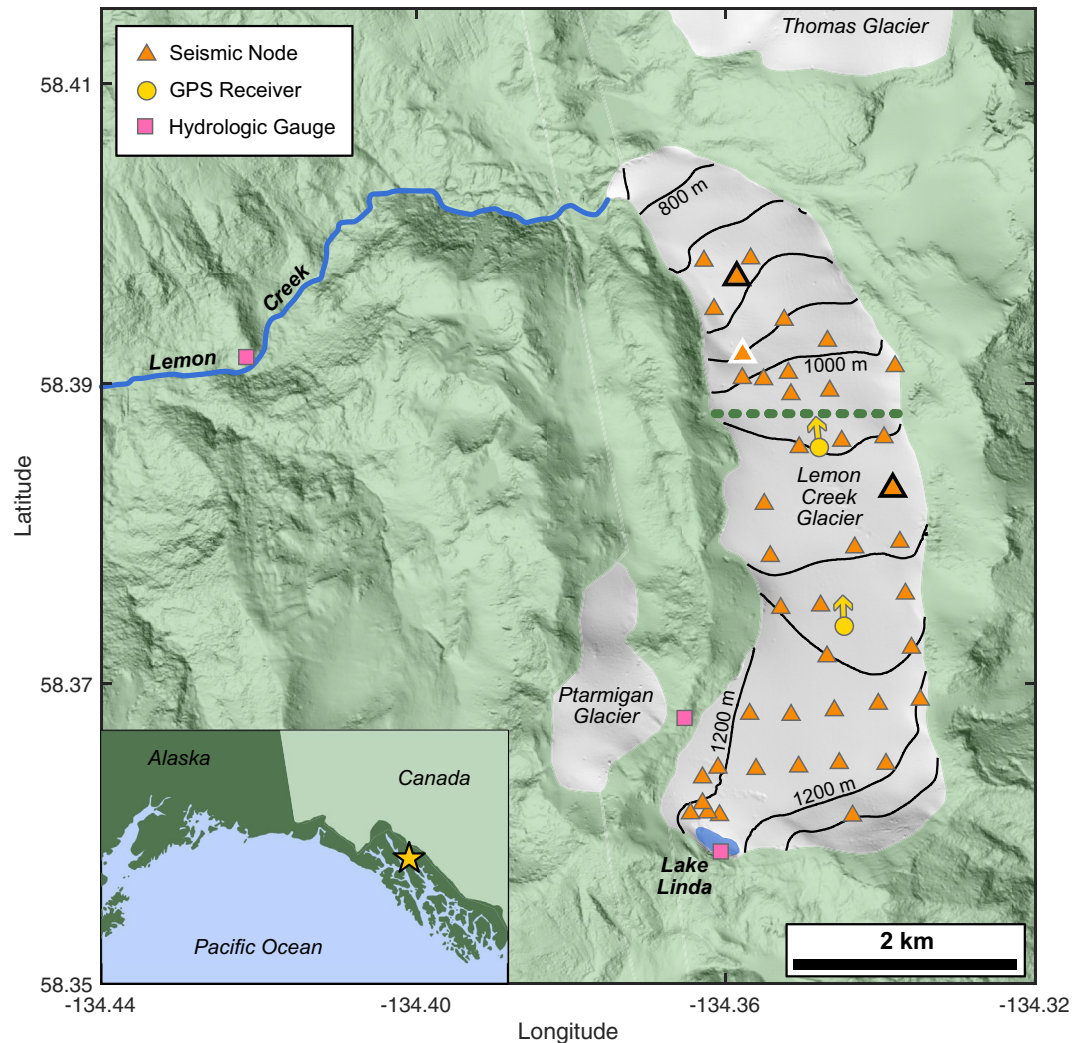 Thomas Glacier
Seismic Node
GPS Receiver
Hydrologic Gauge
58.41
58.39
58.37
58.35
Latitude
800 m
1000 m
Lemon
Creek
Lemon
Creek
Glacier
Ptarmigan
Glacier
1200 m
1200 m
Lake
Linda
Alaska
Canada
Pacific Ocean
2 km
-134.44
-134.40
-134.36
-134.32
Longitude